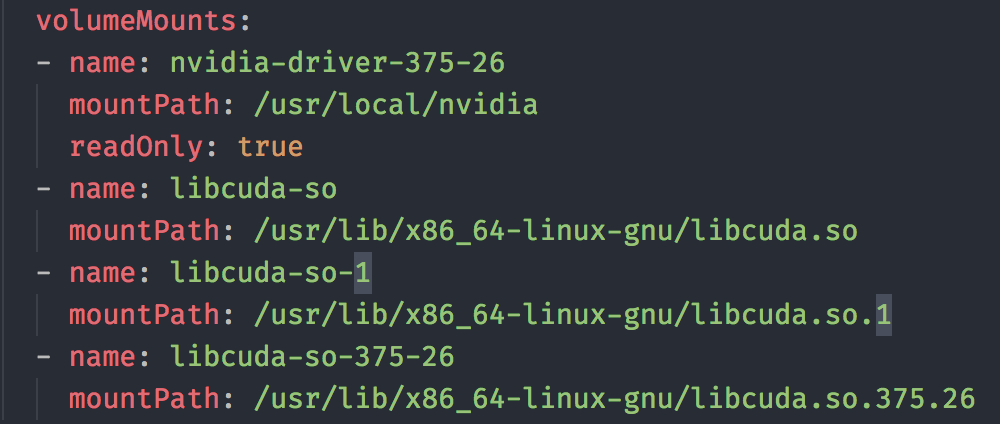 volumeMounts:
- name: nvidia-driver-375-26
  mountPath: /usr/local/nvidia
  readOnly: true
- name: libcuda-so
  mountPath: /usr/lib/x86_64-linux-gnu/libcuda.so
- name: libcuda-so-1
  mountPath: /usr/lib/x86_64-linux-gnu/libcuda.so.1
- name: libcuda-so-375-26
  mountPath: /usr/lib/x86_64-linux-gnu/libcuda.so.375.26